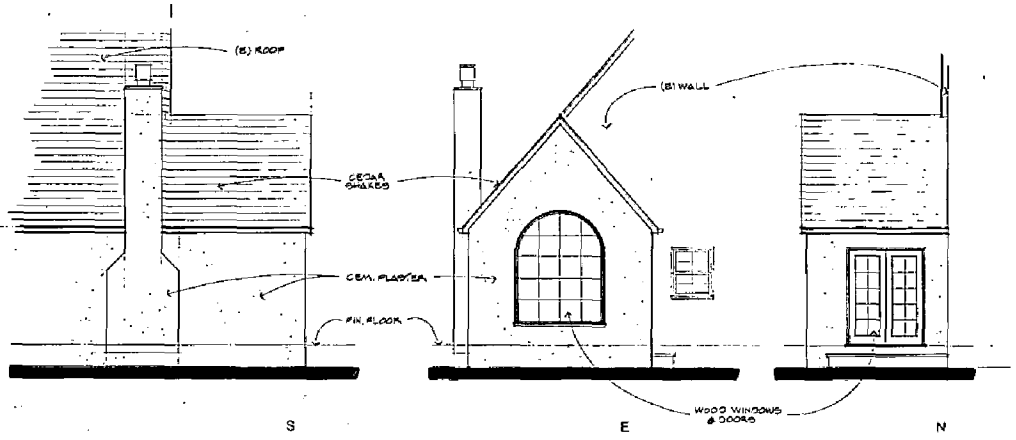 (E) ROOF
(E) WALL
CEDAR
SHAKES
CEM. PLASTER
FIN. FLOOR
WOOD WINDOWS
& DOORS
S
E
N